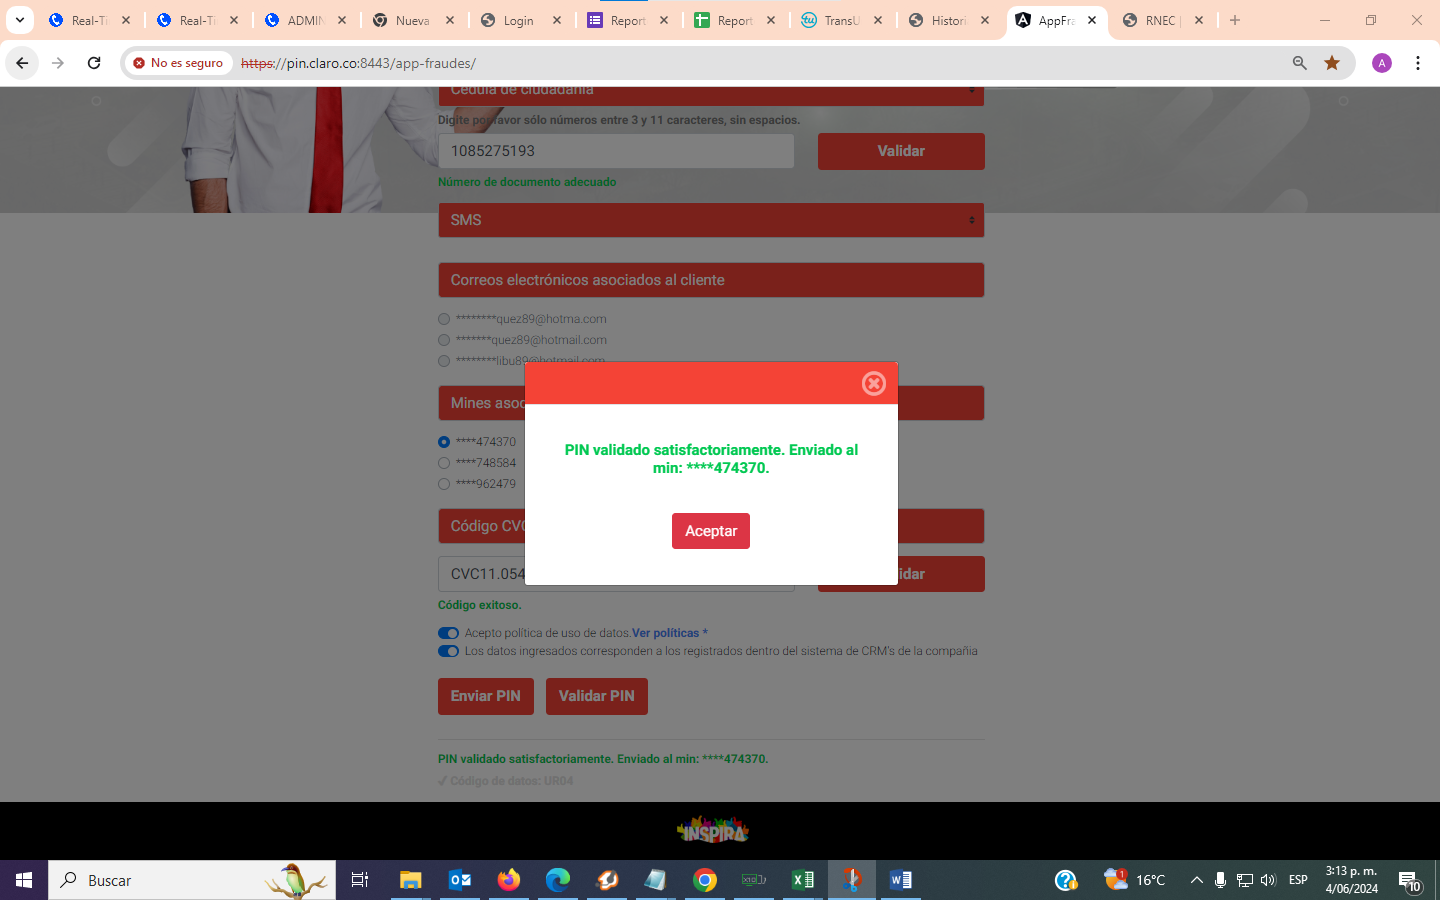 Real-Ti
Real-Ti
ADMIN
Nueva
Login
Report
Report
TransU
Histori
AppFra
RNEC |
No es seguro
https://pin.claro.co:8443/app-fraudes/
A
Cédula de ciudadanía
Digite por favor sólo números entre 3 y 11 caracteres, sin espacios.
1085275193
Validar
Número de documento adecuado
SMS
Correos electrónicos asociados al cliente
********quez89@hotma.com
*******quez89@hotmail.com
********libu89@hotmail.com
Mines asoc
****474370
****748584
****962479
PIN validado satisfactoriamente. Enviado al
min: ****474370.
Aceptar
Código CVC
CVC11.054
idar
Código exitoso.
Acepto política de uso de datos.Ver políticas *
Los datos ingresados corresponden a los registrados dentro del sistema de CRM's de la compañia
Enviar PIN
Validar PIN
PIN validado satisfactoriamente. Enviado al min: ****474370.
✔ Código de datos: UR04
INSPIRA
Buscar
1
16°C
ESP
3:13 p. m.
4/06/2024
10